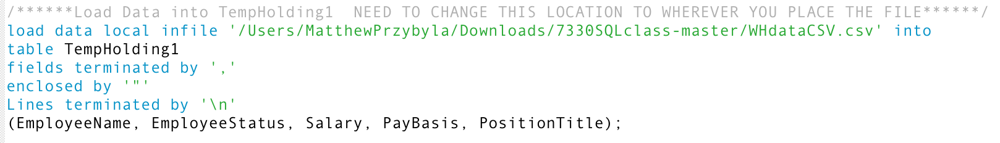 /******Load Data into TempHolding1  NEED TO CHANGE THIS LOCATION TO WHEREVER YOU PLACE THE FILE******/
load data local infile '/Users/MatthewPrzybyla/Downloads/7330SQLclass-master/WHdataCSV.csv' into
table TempHolding1
fields terminated by ','
enclosed by '"'
Lines terminated by '\n'
(EmployeeName, EmployeeStatus, Salary, PayBasis, PositionTitle);